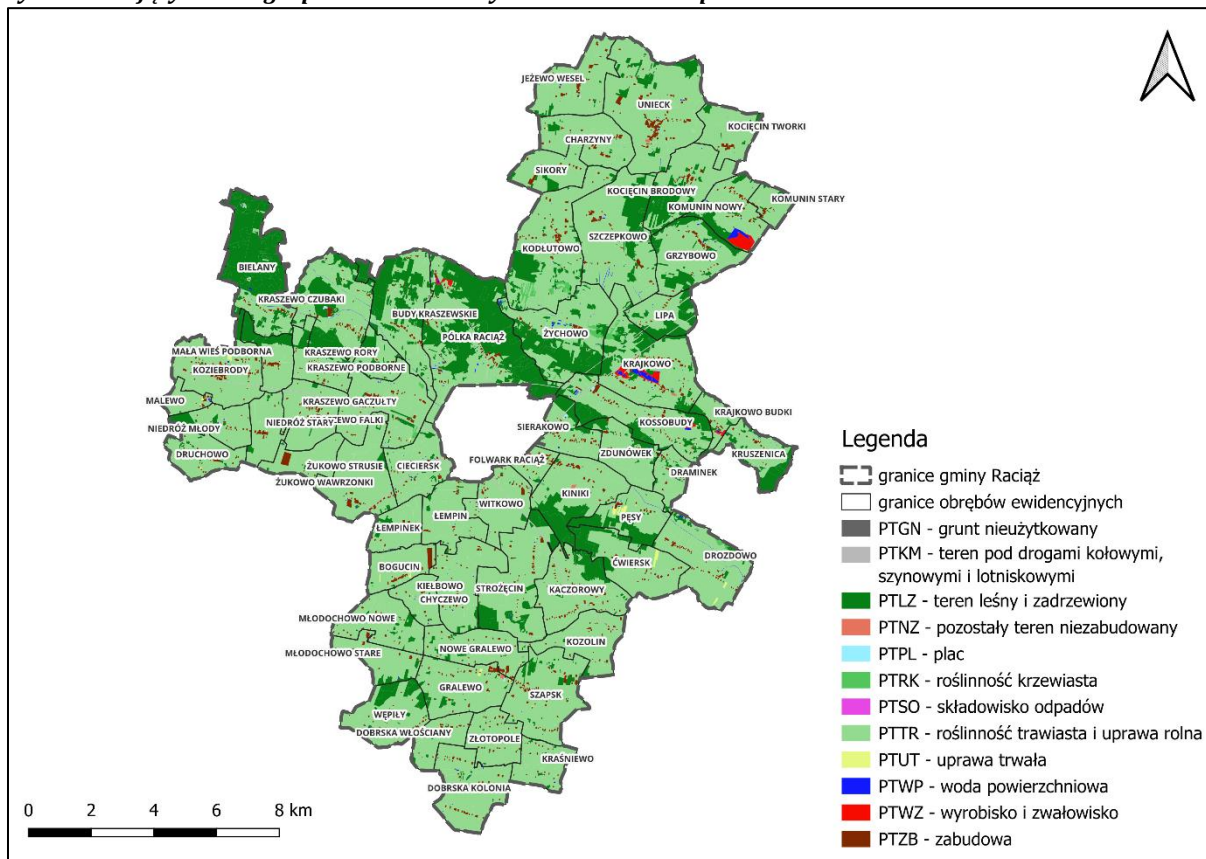 JEŻEWO WESEL
UNIECK
KOCIĘCIN TWORKI
CHARZYNY
SIKORY
KOCIĘCIN BRODOWY
KOMUNIN STARY
KOMUNIN NOWY
SZCZEPKOWO
KODŁUTOWO
GRZYBOWO
BIELANY
KRASZEWO CZUBAKI
BUDY KRASZEWSKIE
LIPA
ŻYCHOWO
PÓLKA RACIĄŻ
MAŁA WIEŚ PODBORNA
KRASZEWO RORY
KRAJKOWO
KOZIEBRODY
KRASZEWO PODBORNE
MALEWO
KRASZEWO GACZUŁTY
KRAJKOWO BUDKI
NIEDRÓŻ STARY
FALKI
SIERAKOWO
KOSSOBUDY
NIEDRÓŻ MŁODY
DRUCHOWO
ZDUNÓWEK
KRUSZENICA
ŻUKOWO STRUSIE
CIECIERSK
FOLWARK RACIĄŻ
DRAMINEK
ŻUKOWO WAWRZONKI
KINIKI
WITKOWO
ŁEMPIN
PĘSY
ŁEMPINEK
DROZDOWO
BOGUCIN
ĆWIERSK
KIEŁBOWO
STROŻĘCIN
KACZOROWY
CHYCZEWO
MŁODOCHOWO NOWE
KOZOLIN
MŁODOCHOWO STARE
NOWE GRALEWO
GRALEWO
SZAPSK
WĘPIŁY
DOBRSKA WŁOŚCIANY
ZŁOTOPOLE
KRAŚNIEWO
DOBRSKA KOLONIA
0 2 4 6 8 km
Legenda
granice gminy Raciąż
granice obrębów ewidencyjnych
PTGN - grunt nieużytkowany
PTKM - teren pod drogami kołowymi,
szynowymi i lotniskowymi
PTLZ - teren leśny i zadrzewiony
PTNZ - pozostały teren niezabudowany
PTPL - plac
PTRK - roślinność krzewiasta
PTSO - składowisko odpadów
PTTR - roślinność trawiasta i uprawa rolna
PTUT - uprawa trwała
PTWP - woda powierzchniowa
PTWZ - wyrobisko i zwałowisko
PTZB - zabudowa